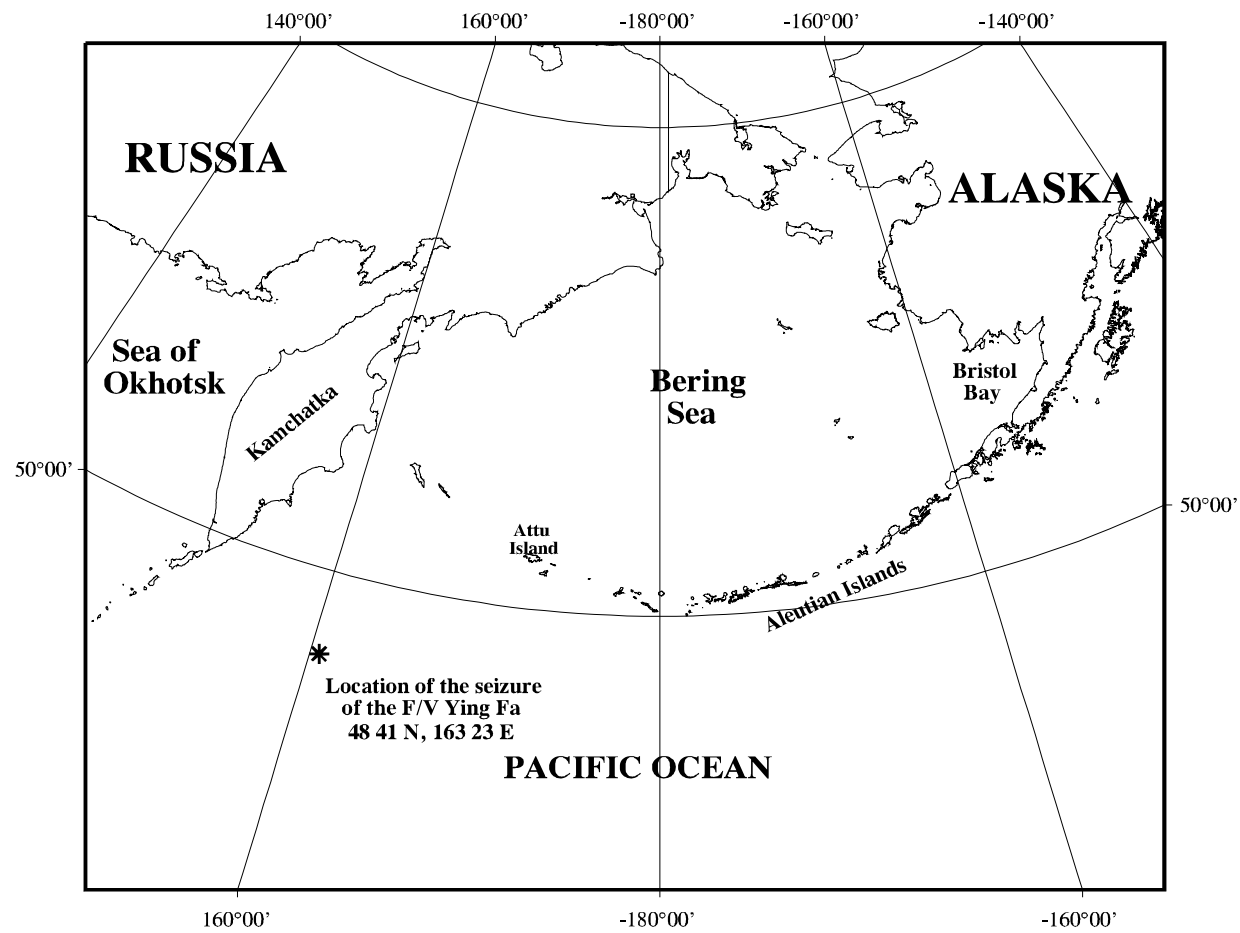 140°00' 160°00' -180°00' -160°00' -140°00'
RUSSIA
ALASKA
Sea of
Okhotsk
Kamchatka
Bering
Sea
Bristol
Bay
50°00'
50°00'
Attu
Island
Aleutian Islands
Location of the seizure
of the F/V Ying Fa
48 41 N, 163 23 E
PACIFIC OCEAN
160°00' -180°00' -160°00'